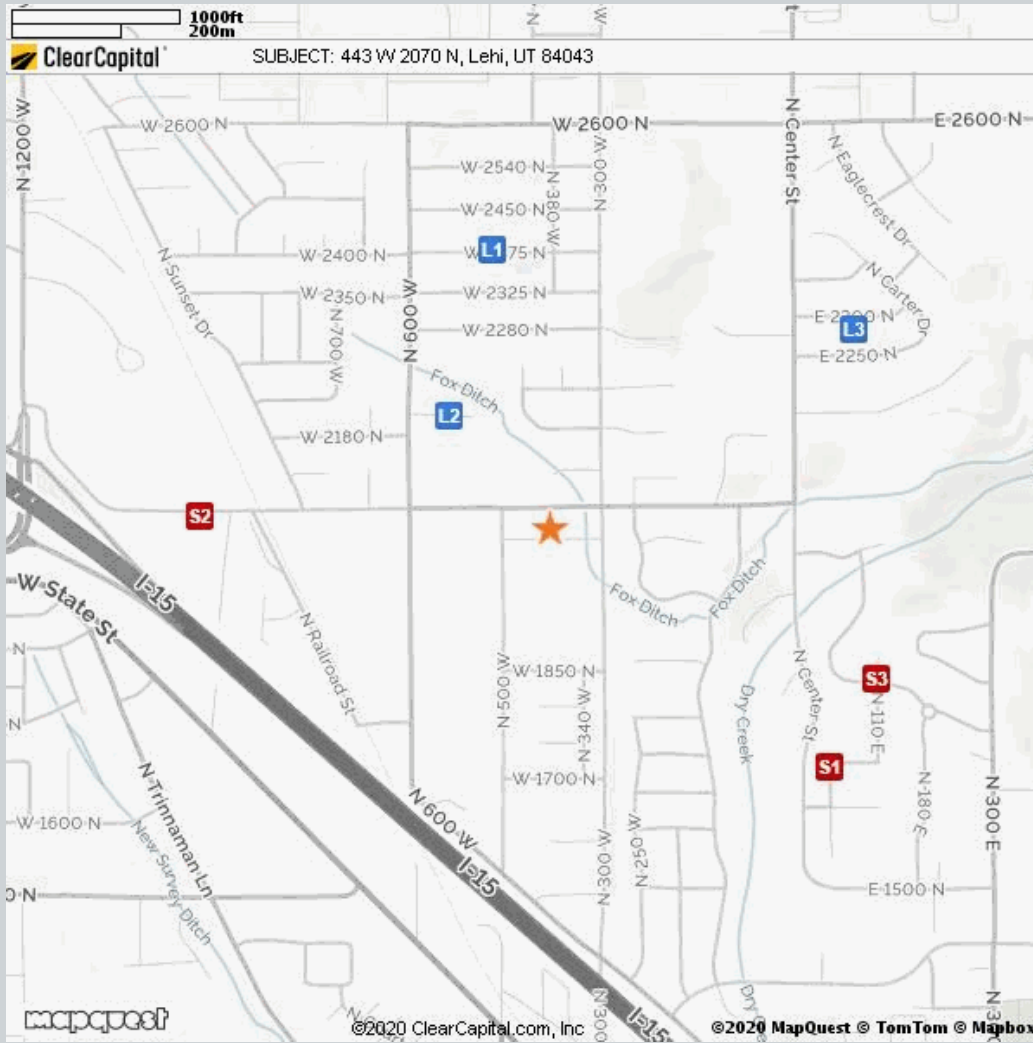 1000ft
200m
ClearCapital
SUBJECT: 443 W 2070 N, Lehi, UT 84043
N 1200 W
W 2600 N
W 2600 N
N Center St
E 2600 N
W 2540 N
N 300 W
N Eaglecrest Dr
N 380 W
W 2450 N
L1
W 2400 N
N Sunset Dr
N Carter Dr
W 2350 N
W 2325 N
N 600 W
N 700 W
W 2280 N
L3
E 2250 N
Fox Ditch
L2
W 2180 N
S2
I-15
W State St
Fox Ditch
Fox Ditch
N Railroad St
N 500 W
W 1850 N
N 340 W
N Center St
S3
N 110 E
Dry Creek
S1
W 1700 N
N Trinnaman Ln
N 600 W
N 180 E
N 300 E
W 1600 N
New Survey Ditch
N 250 W
N 300 W
I-15
E 1500 N
0 N
N 300
I-15
mapquest
©2020 ClearCapital.com, Inc
©2020 MapQuest © TomTom © Mapbox